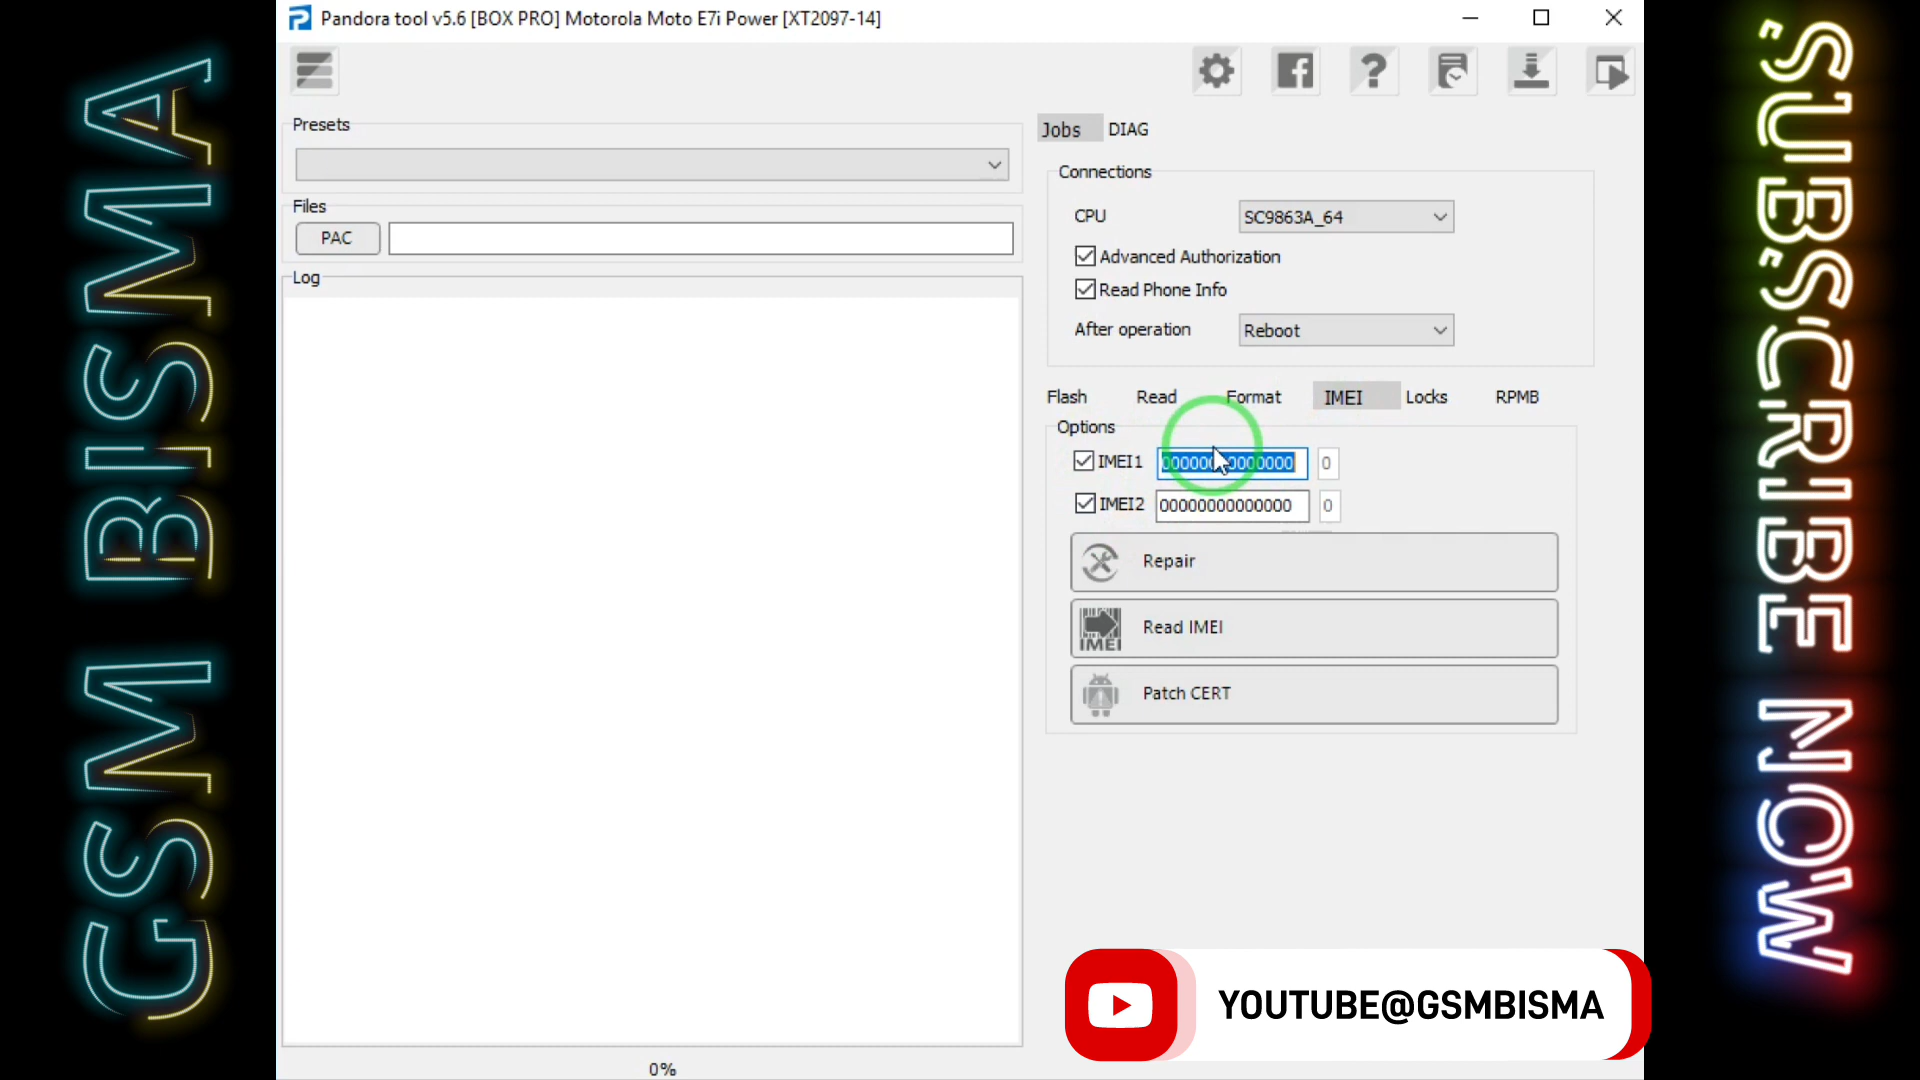 GSM BISMA
Pandora tool v5.6 [BOX PRO] Motorola Moto E7i Power [XT2097-14]
Presets
Files
PAC
Log
Jobs DIAG
Connections
CPU SC9863A_64
Advanced Authorization
Read Phone Info
After operation Reboot
Flash Read Format IMEI Locks RPMB
Options
IMEI1 00000000000000 0
IMEI2 00000000000000 0
Repair
IMEI Read IMEI
Patch CERT
0%
YOUTUBE@GSMBISMA
SUBSCRIBE NOW